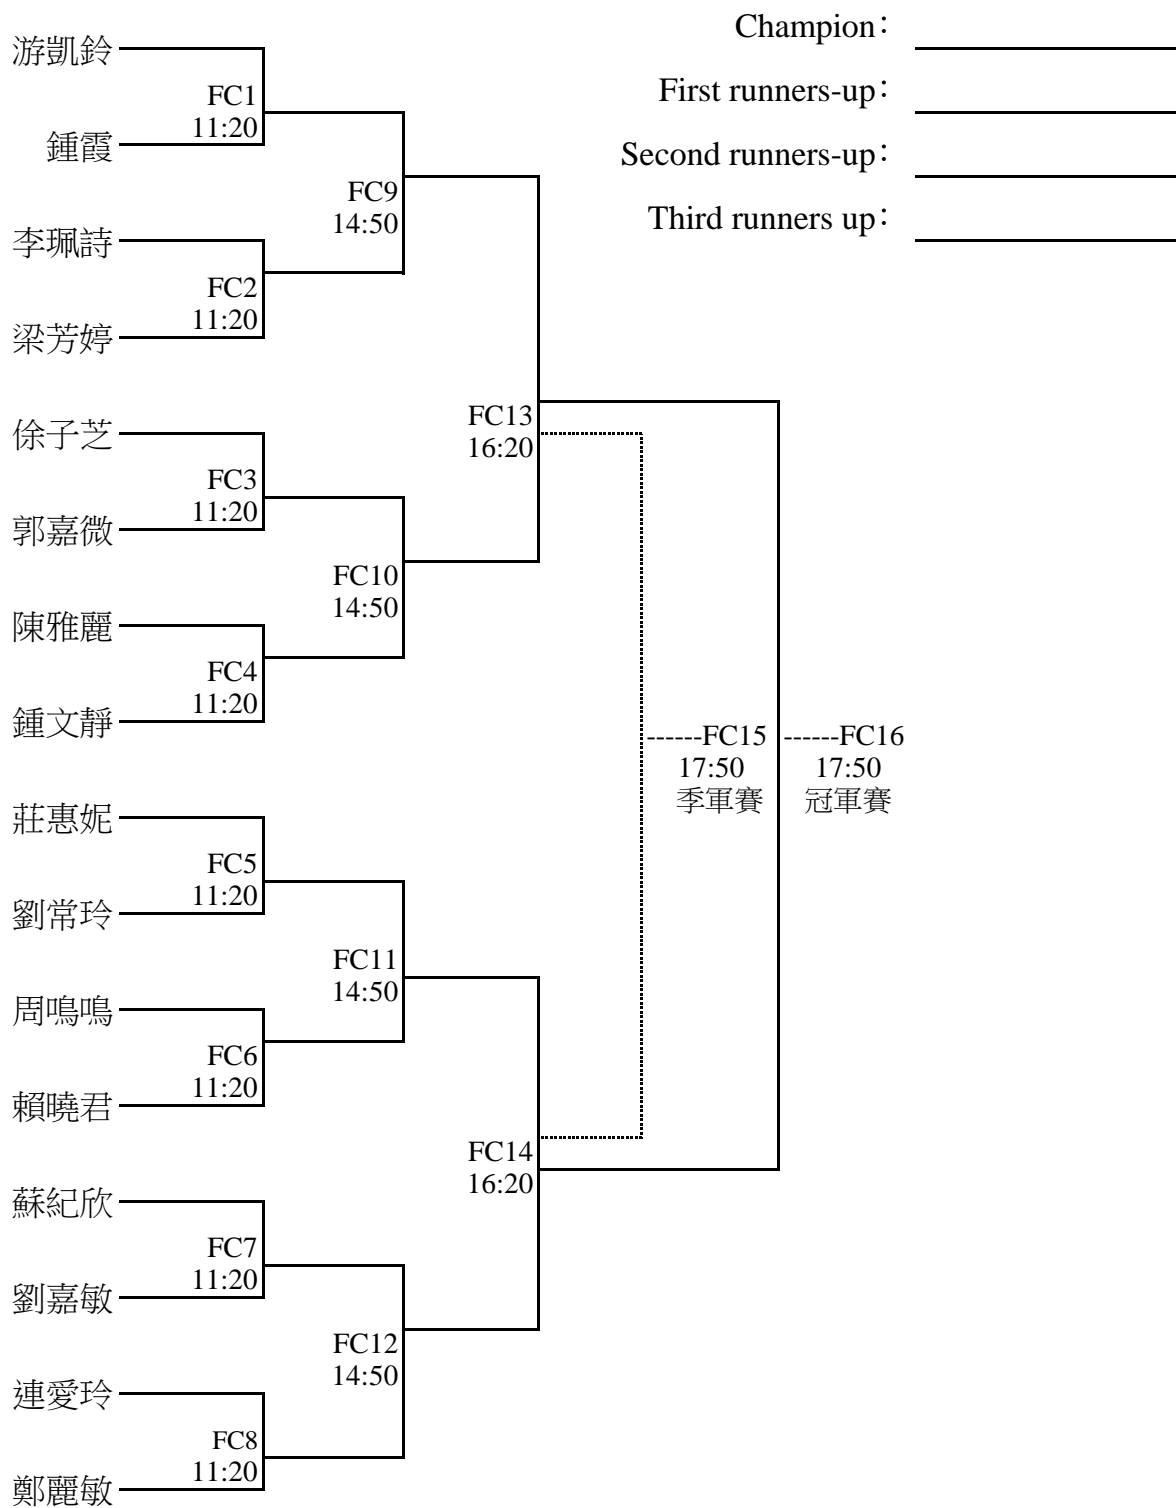 Champion：
游凱鈴
FC1
First runners-up：
11:20
鍾霞
Second runners-up：
FC9
14:50
Third runners up：
李珮詩
FC2
11:20
梁芳婷
徐子芝
FC13
16:20
FC3
11:20
郭嘉微
FC10
14:50
陳雅麗
FC4
11:20
鍾文靜
------FC15 ------FC16
17:50 17:50
季軍賽 冠軍賽
莊惠妮
FC5
11:20
劉常玲
FC11
14:50
周鳴鳴
FC6
11:20
賴曉君
FC14
16:20
蘇紀欣
FC7
11:20
劉嘉敏
FC12
14:50
連愛玲
FC8
11:20
鄭麗敏